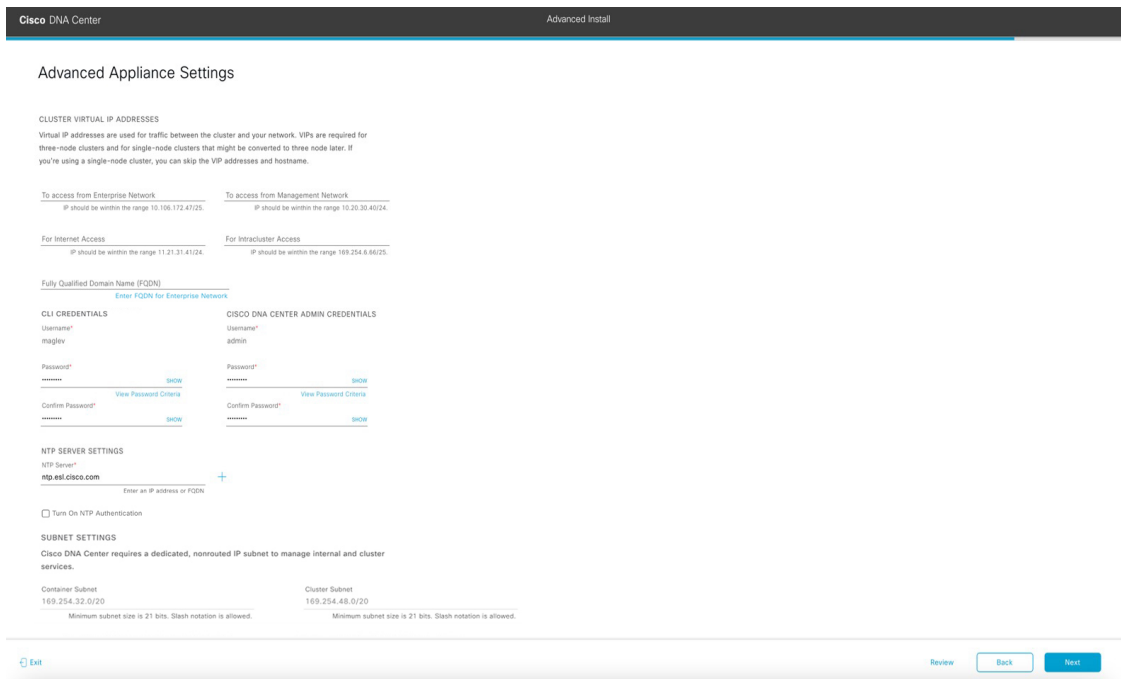 Cisco DNA Center
Advanced Install
Advanced Appliance Settings
CLUSTER VIRTUAL IP ADDRESSES
Virtual IP addresses are used for traffic between the cluster and your network. VIPs are required for
three-node clusters and for single-node clusters that might be converted to three node later. If
you're using a single-node cluster, you can skip the VIP addresses and hostname.
To access from Enterprise Network
IP should be winthin the range 10.106.172.47/25.
To access from Management Network
IP should be winthin the range 10.20.30.40/24.
For Internet Access
IP should be winthin the range 11.21.31.41/24.
For Intracluster Access
IP should be winthin the range 169.254.6.66/25.
Fully Qualified Domain Name (FQDN)
Enter FQDN for Enterprise Network
CLI CREDENTIALS
Username*
maglev
Password*
•••••••••
SHOW
View Password Criteria
Confirm Password*
•••••••••
SHOW
CISCO DNA CENTER ADMIN CREDENTIALS
Username*
admin
Password*
•••••••••
SHOW
View Password Criteria
Confirm Password*
•••••••••
SHOW
NTP SERVER SETTINGS
NTP Server*
ntp.esl.cisco.com
Enter an IP address or FQDN
Turn On NTP Authentication
SUBNET SETTINGS
Cisco DNA Center requires a dedicated, nonrouted IP subnet to manage internal and cluster
services.
Container Subnet
169.254.32.0/20
Minimum subnet size is 21 bits. Slash notation is allowed.
Cluster Subnet
169.254.48.0/20
Minimum subnet size is 21 bits. Slash notation is allowed.
Exit
Review
Back
Next